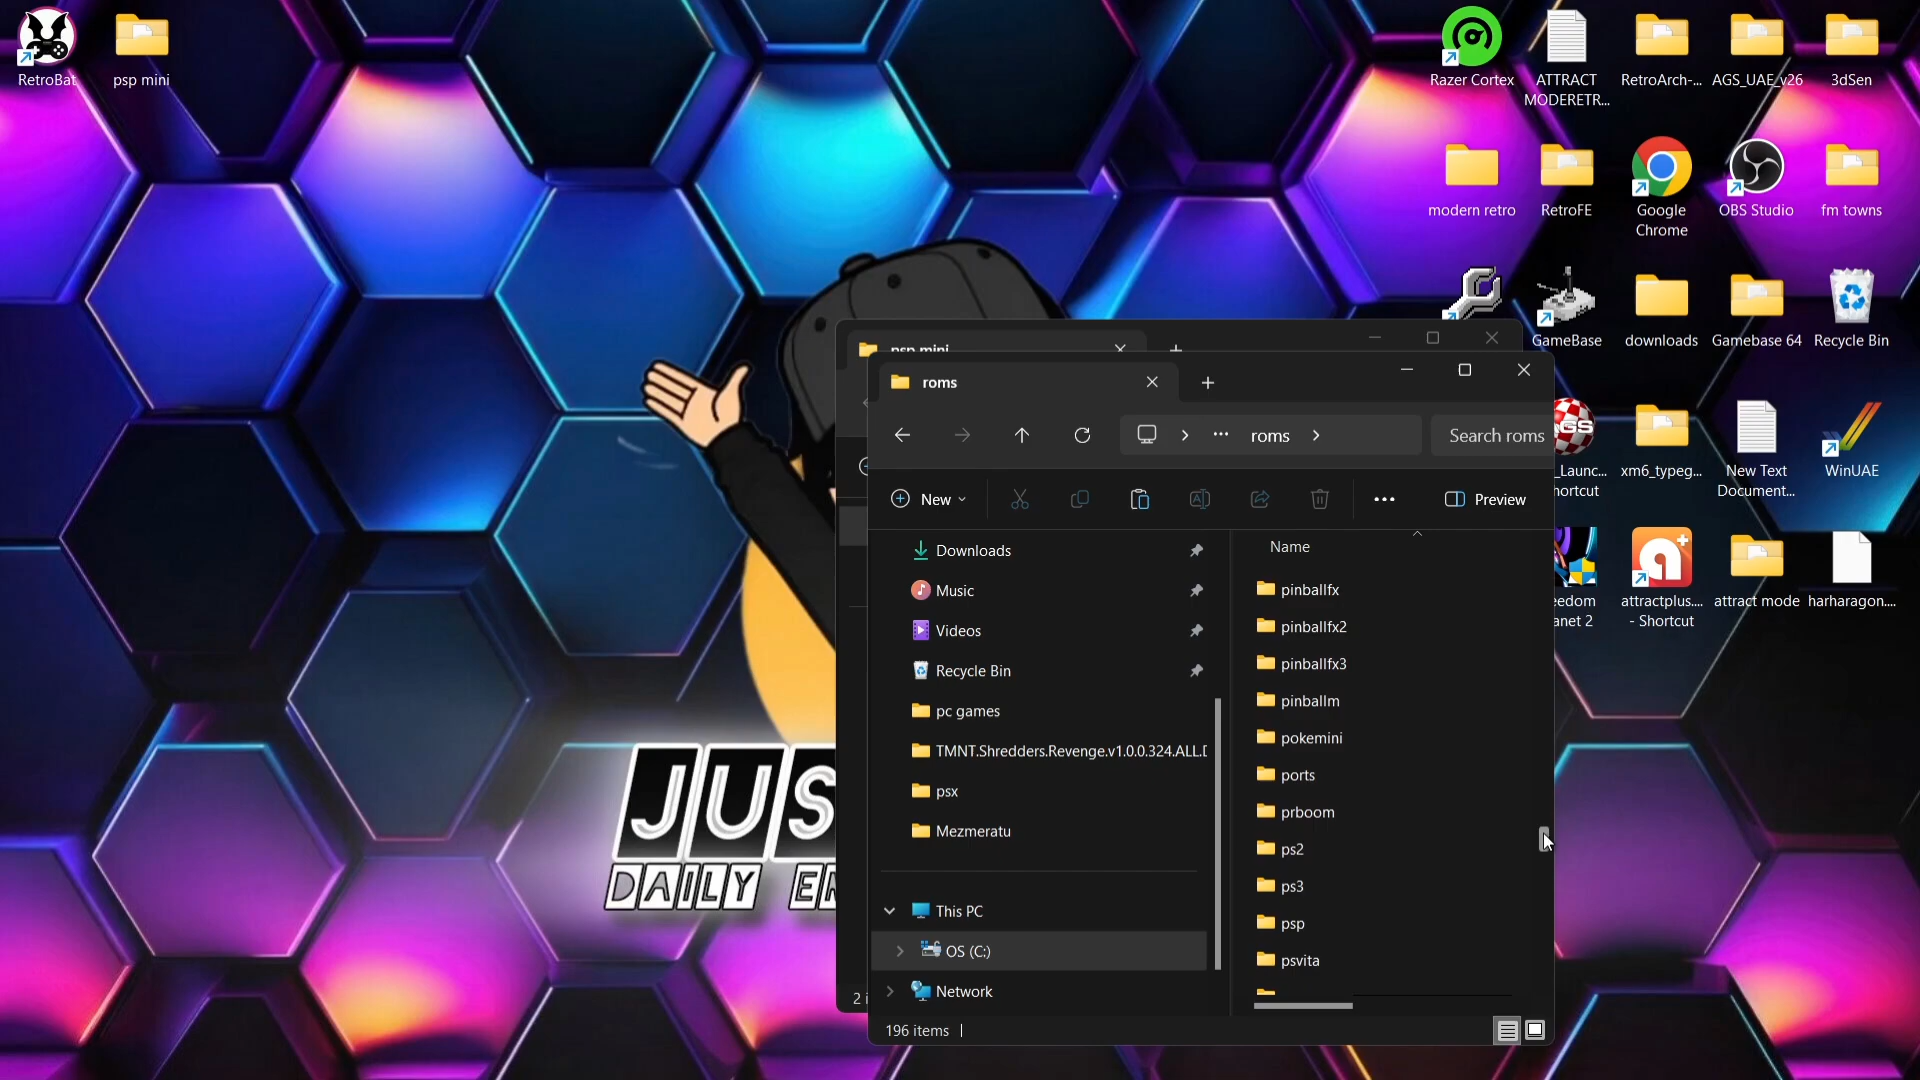 RetroBat
psp mini
Razer Cortex
ATTRACT
MODERETR...
RetroArch-...
AGS_UAE_v26
3dSen
modern retro
RetroFE
Google
Chrome
OBS Studio
fm towns
GameBase
downloads
Gamebase 64
Recycle Bin
_Launc...
hortcut
xm6_typeg...
New Text
Document...
WinUAE
edom
anet 2
attractplus....
- Shortcut
attract mode
harharagon....
psp mini
roms
roms
Search roms
New
Preview
Downloads
Music
Videos
Recycle Bin
pc games
TMNT.Shredders.Revenge.v1.0.0.324.ALL.
psx
Mezmeratu
This PC
OS (C:)
Network
Name
pinballfx
pinballfx2
pinballfx3
pinballm
pokemini
ports
prboom
ps2
ps3
psp
psvita
2 i
196 items
JUS
DAILY